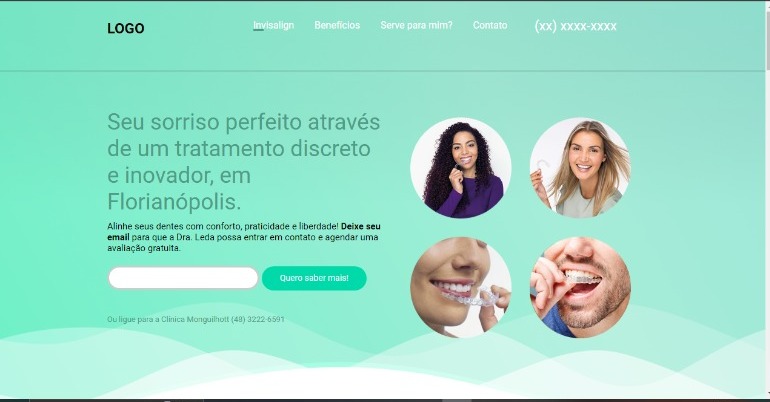 LOGO
Invisalign Benefícios Serve para mim? Contato (xx) xxxx-xxxx
Seu sorriso perfeito através
de um tratamento discreto
e inovador, em
Florianópolis.
Alinhe seus dentes com conforto, praticidade e liberdade! Deixe seu
email para que a Dra. Leda possa entrar em contato e agendar uma
avaliação gratuita.
Quero saber mais!
Ou ligue para a Clínica Monguilhott (48) 3222-6591